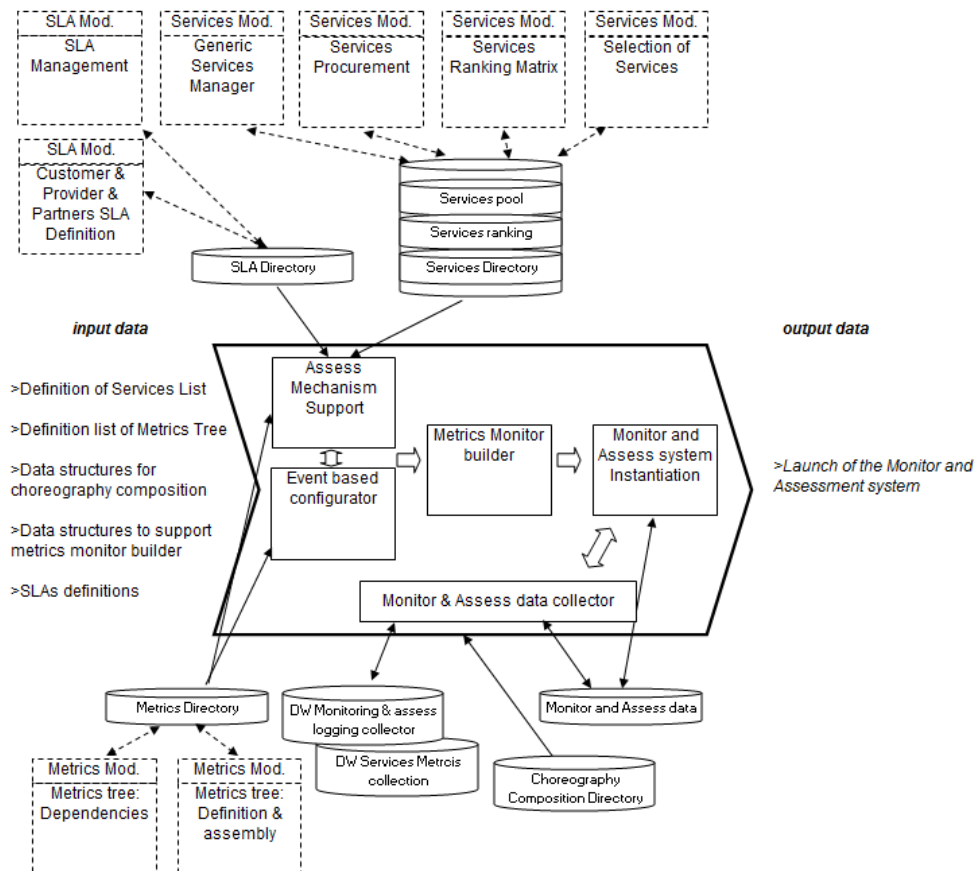 SLA Mod.
SLA
Management
Services Mod.
Generic
Services
Manager
Services Mod.
Services
Procurement
Services Mod.
Services
Ranking Matrix
Services Mod.
Selection of
Services
SLA Mod.
Customer &
Provider &
Partners SLA
Definition
Services pool
Services ranking
Services Directory
SLA Directory
input data
output data
>Definition of Services List
>Definition list of Metrics Tree
>Data structures for
choreography composition
>Data structures to support
metrics monitor builder
>SLAs definitions
Assess
Mechanism
Support
Event based
configurator
Metrics Monitor
builder
Monitor and
Assess system
Instantiation
>Launch of the Monitor and
Assessment system
Monitor & Assess data collector
Metrics Directory
DW Monitoring & assess
logging collector
DW Services Metrcis
collection
Monitor and Assess data
Choreography
Composition Directory
Metrics Mod.
Metrics tree:
Dependencies
Metrics Mod.
Metrics tree:
Definition &
assembly